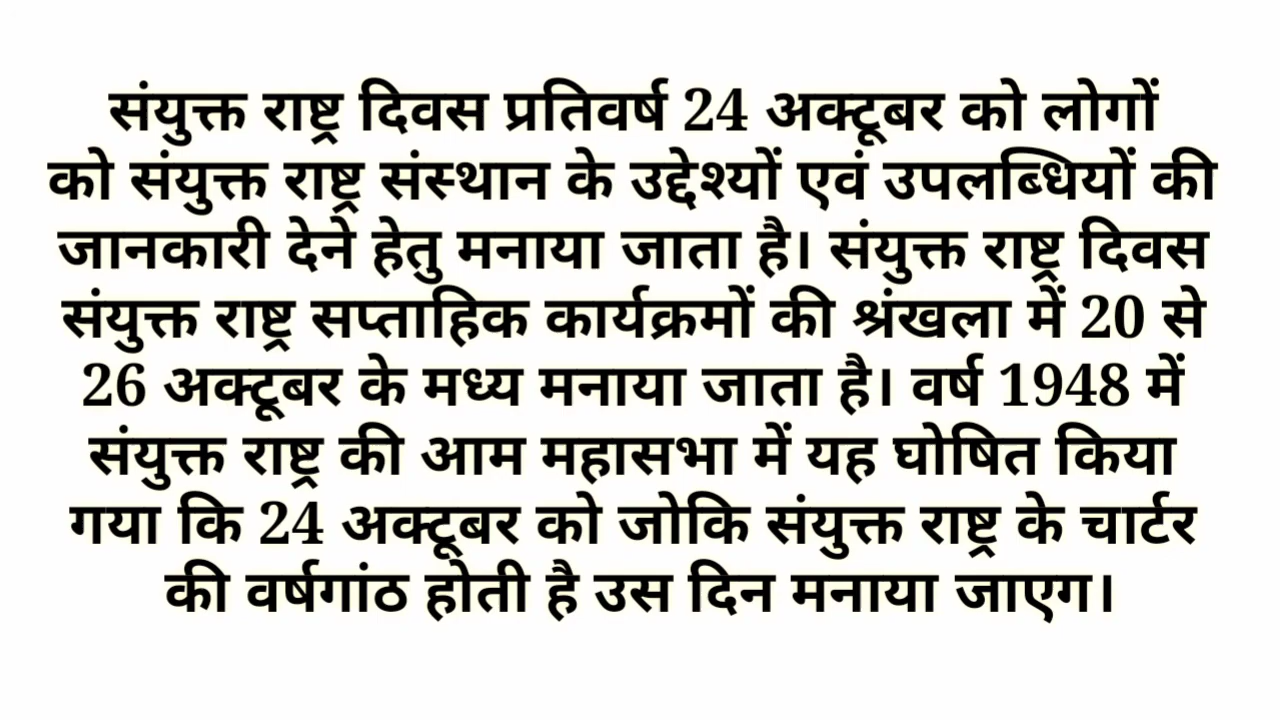 संयुक्त राष्ट्र दिवस प्रतिवर्ष 24 अक्टूबर को लोगों
को संयुक्त राष्ट्र संस्थान के उद्देश्यों एवं उपलब्धियों की
जानकारी देने हेतु मनाया जाता है। संयुक्त राष्ट्र दिवस
संयुक्त राष्ट्र सप्ताहिक कार्यक्रमों की श्रंखला में 20 से
26 अक्टूबर के मध्य मनाया जाता है। वर्ष 1948 में
संयुक्त राष्ट्र की आम महासभा में यह घोषित किया
गया कि 24 अक्टूबर को जोकि संयुक्त राष्ट्र के चार्टर
की वर्षगांठ होती है उस दिन मनाया जाएग।